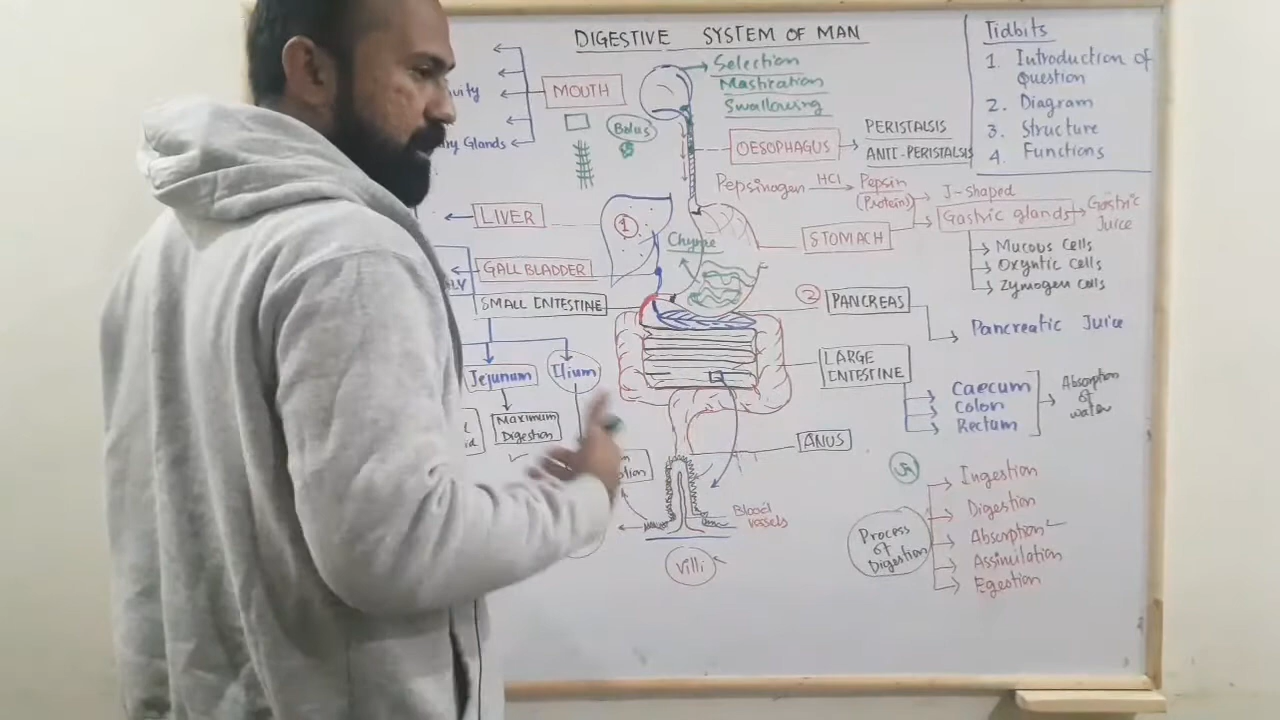 DIGESTIVE SYSTEM OF MAN
Tidbits
1. Introduction of
Question
2. Diagram
3. Structure
4. Functions
MOUTH
Selection
Mastiration
Swallowing
Bolus
OESOPHAGUS
PERISTALSIS
ANTI-PERISTALSIS
Pepsinogen HCl Pepsin
(Protein)
J-shaped
Gastric glands
Gastric
Juice
Mucous Cells
Oxyntic Cells
Zymogen Cells
LIVER
1
STOMACH
Chyme
GALL BLADDER
SMALL INTESTINE
2
PANCREAS
Pancreatic Juice
Jejunum
Ilium
Maximum
Digestion
LARGE
INTESTINE
Caecum
Colon
Rectum
Absorption
of
water
ANUS
Blood
vessels
Villi
Process
of
Digestion
Ingestion
Digestion
Absorption
Assimilation
Egestion